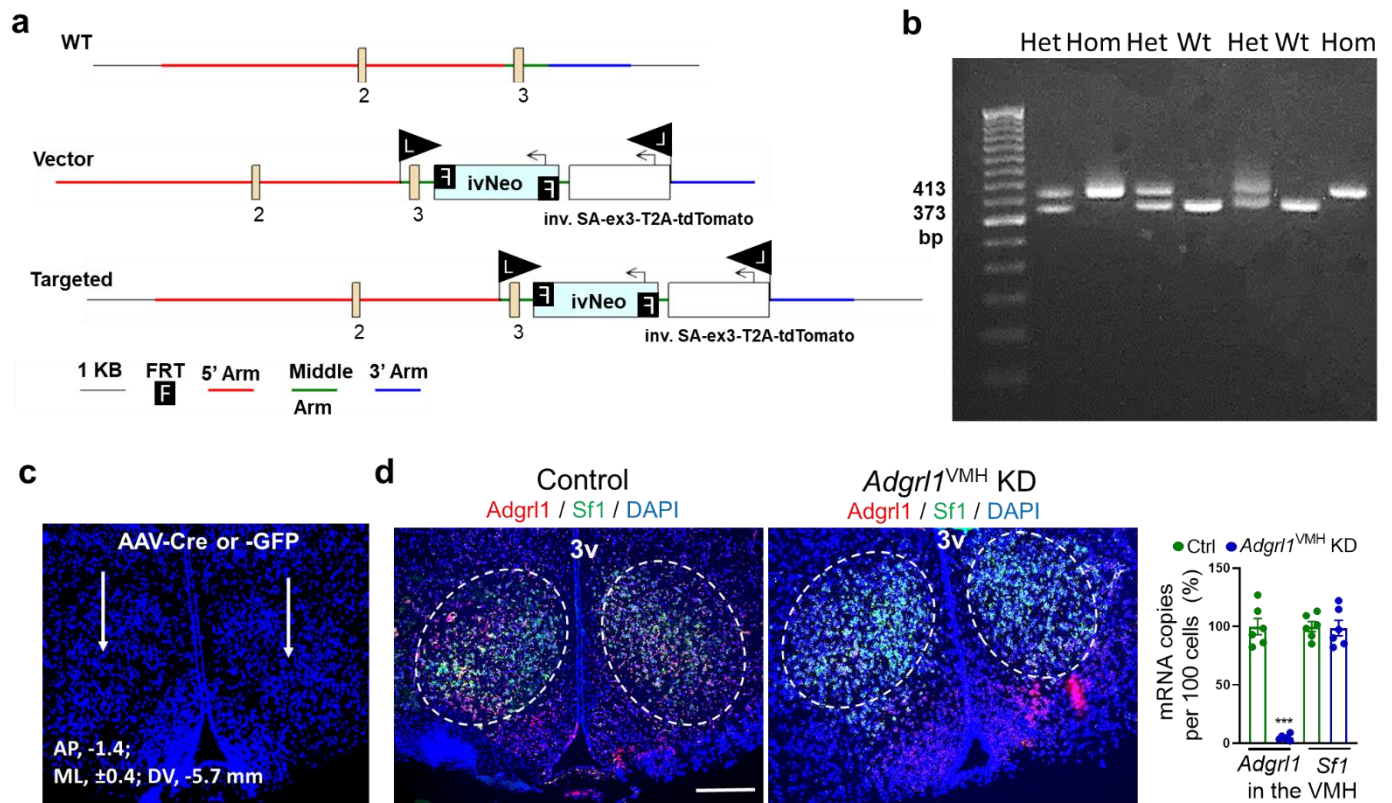 a
WT
2
3
Vector
L
L
F
ivNeo
F
2
3
inv. SA-ex3-T2A-tdTomato
Targeted
L
L
F
ivNeo
F
2
3
inv. SA-ex3-T2A-tdTomato
1 KB FRT 5' Arm Middle 3' Arm
F
Arm
b
Het Hom Het Wt Het Wt Hom
413
373
bp
c
AAV-Cre or -GFP
AP, -1.4;
ML, ±0.4; DV, -5.7 mm
d
Control
Adgrl1 / Sf1 / DAPI
3v
Adgrl1VMH KD
Adgrl1 / Sf1 / DAPI
3v
Ctrl Adgrl1VMH KD
mRNA copies
per 100 cells (%)
150
100
50
0
***
Adgrl1 Sf1
in the VMH